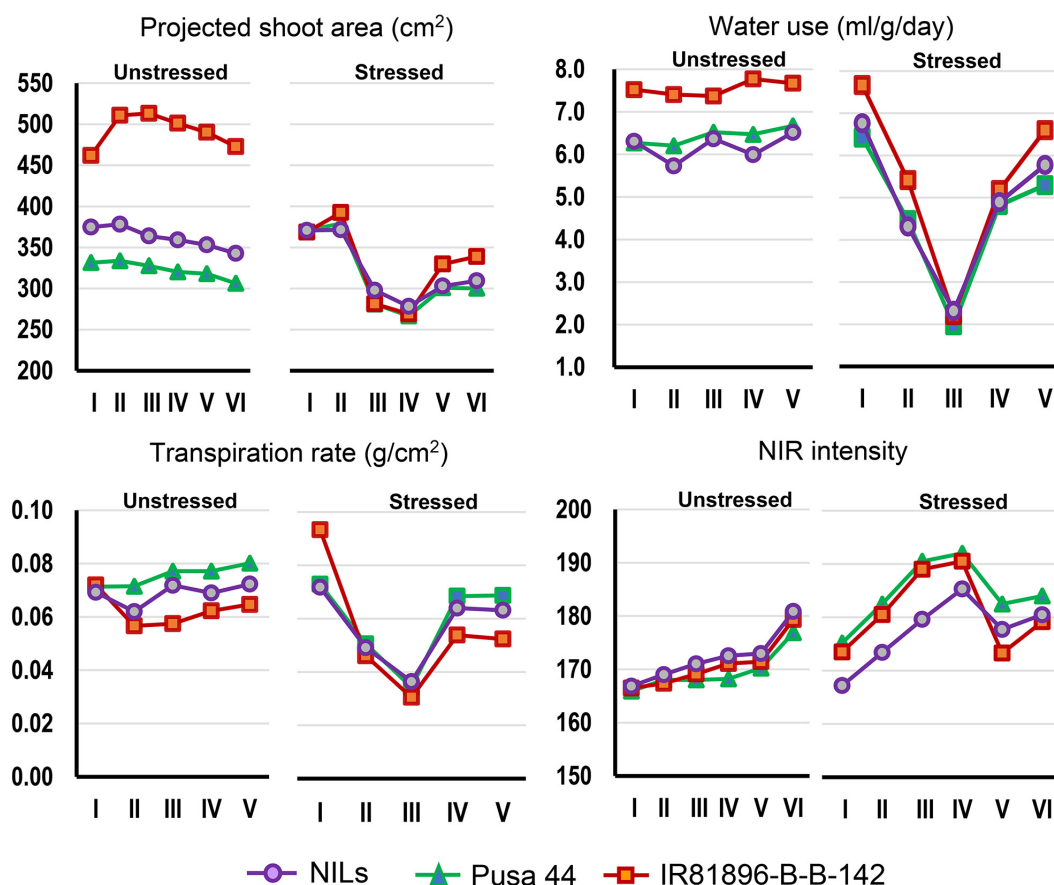 Projected shoot area (cm²)
Unstressed
Stressed
550
500
450
400
350
300
250
200
I II III IV V VI
I II III IV V VI
Water use (ml/g/day)
Unstressed
Stressed
8.0
7.0
6.0
5.0
4.0
3.0
2.0
1.0
I II III IV V
I II III IV V
Transpiration rate (g/cm²)
Unstressed
Stressed
0.10
0.08
0.06
0.04
0.02
0.00
I II III IV V
I II III IV V
NIR intensity
Unstressed
Stressed
200
190
180
170
160
150
I II III IV V VI
I II III IV V VI
NILs Pusa 44 IR81896-B-B-142